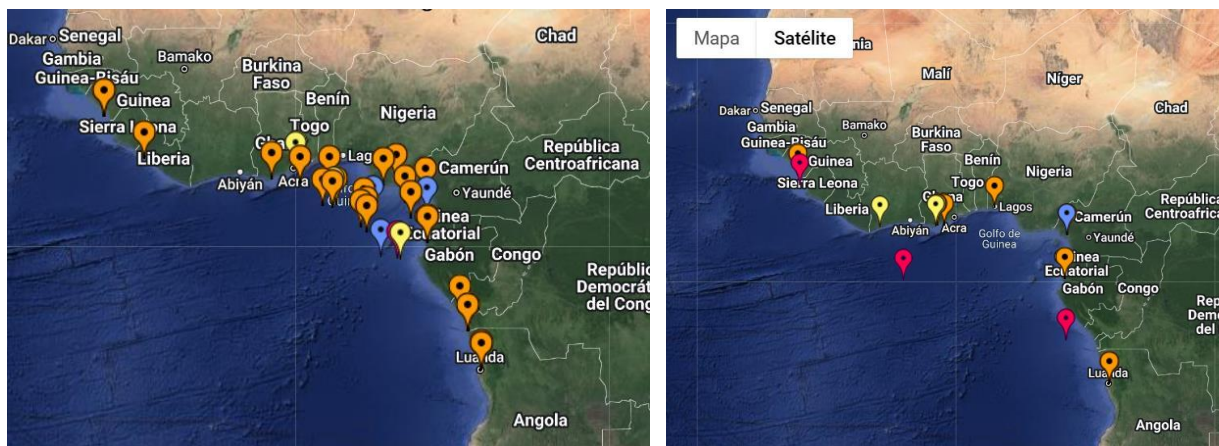 Dakar
Senegal
Bamako
Gambia
Guinea-Bisáu
Guinea
Burkina
Faso
Benín
Chad
Nigeria
Togo
Sierra Leona
Liberia
Abiyán
Acra
Camerún
Yaundé
República
Centroafricana
Ecuatorial
Gabón
Congo
Luanda
Angola
Mapa
Satélite
Malí
Níger
Chad
Dakar
Senegal
Gambia
Bamako
Guinea-Bisáu
Guinea
Burkina
Faso
Benín
Togo
Nigeria
Sierra Leona
Liberia
Abiyán
Acra
Lagos
Golfo de
Guinea
Camerún
Yaundé
República
Centroafric
Ecuatorial
Gabón
Congo
Luanda
Angola